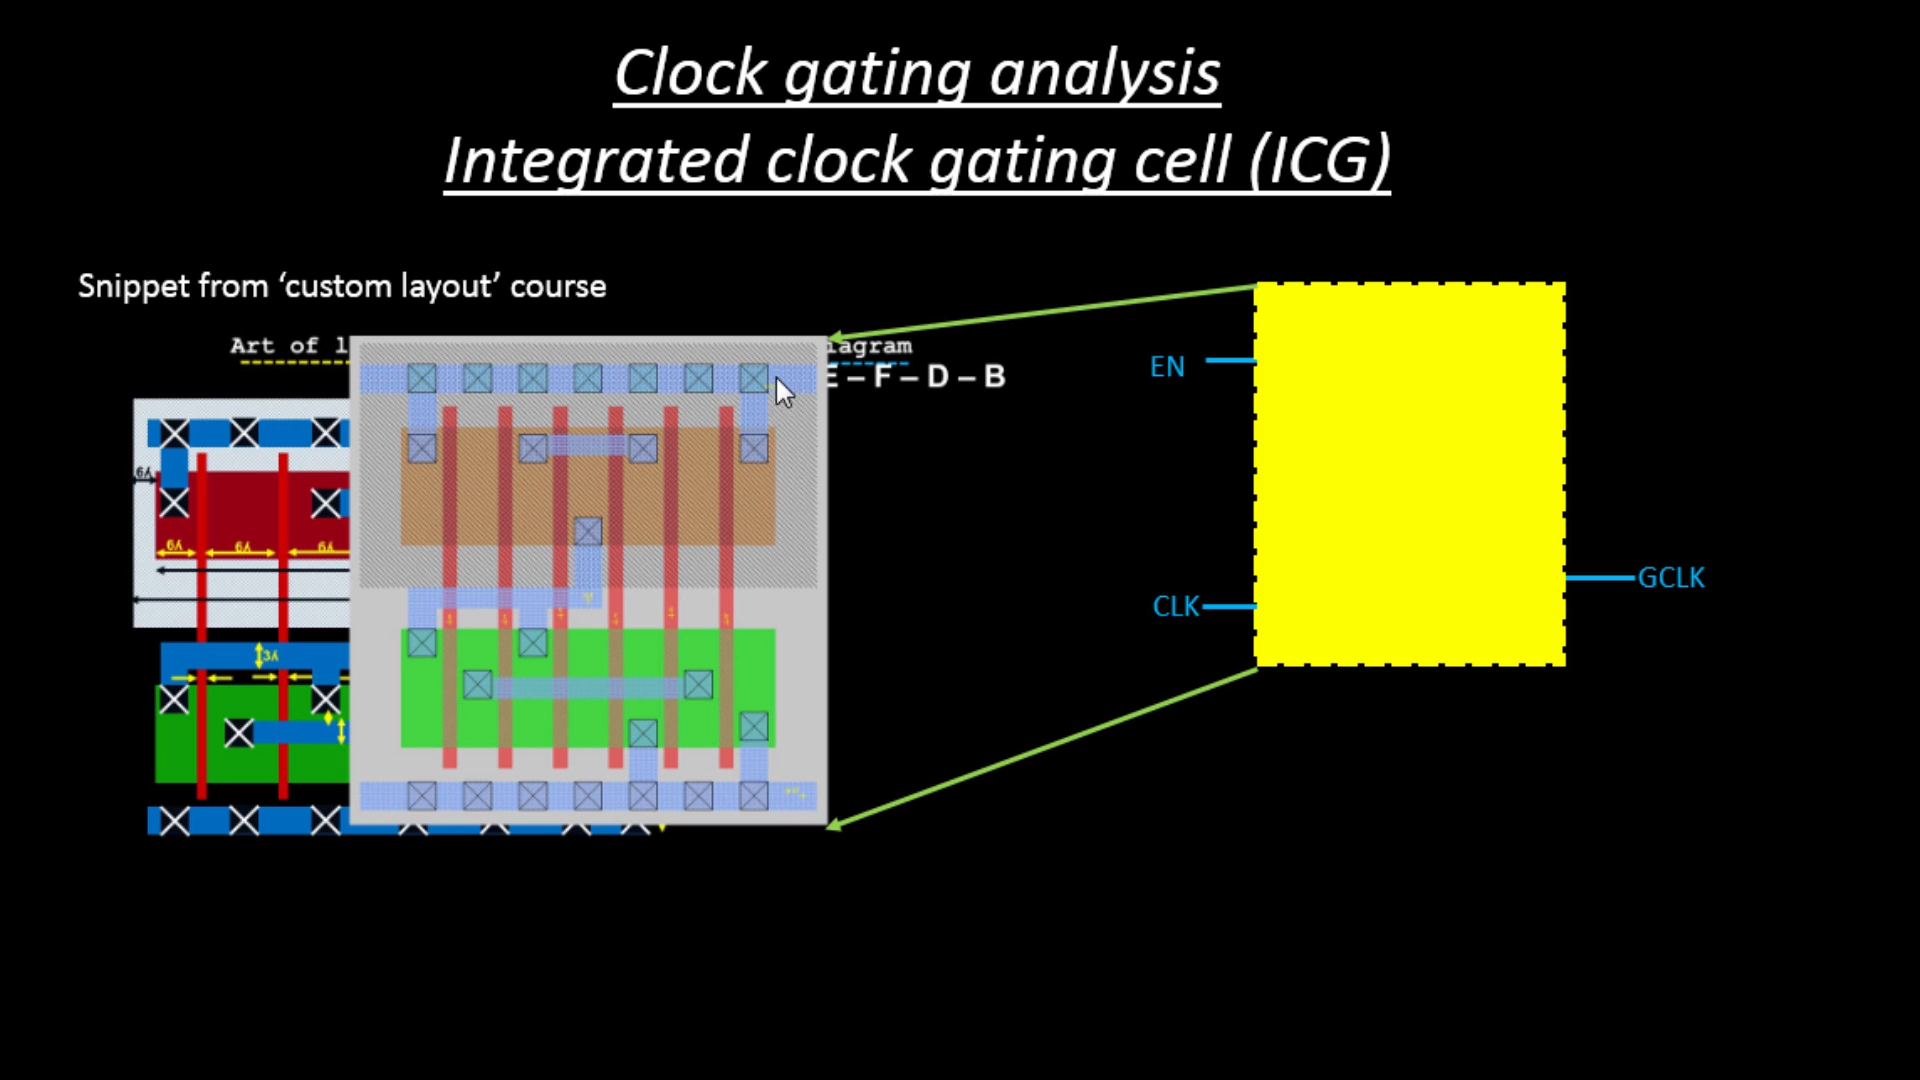 Clock gating analysis
Integrated clock gating cell (ICG)
Snippet from ‘custom layout’ course
Art of l
iagram
E – F – D – B
EN
CLK
GCLK